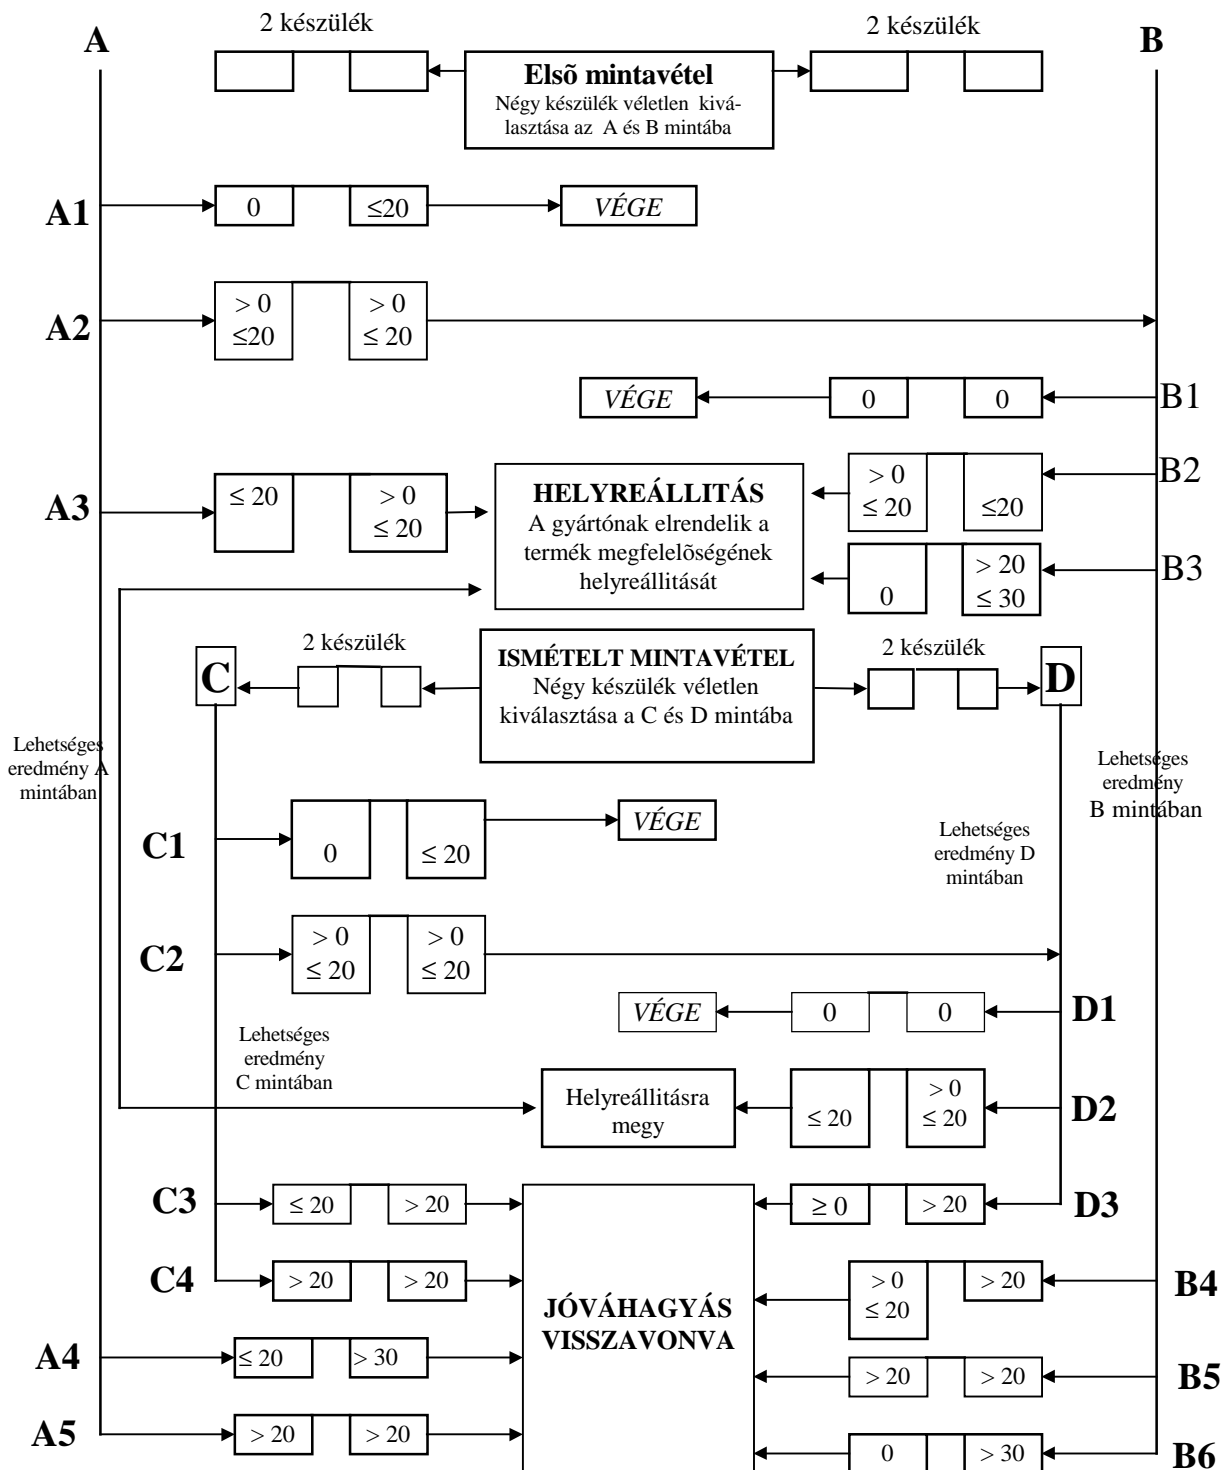 A
2 készülék
2 készülék
B
Elsõ mintavétel
Négy készülék véletlen kivá-
lasztása az A és B mintába
A1
0
≤20
VÉGE
A2
> 0
≤20
> 0
≤ 20
VÉGE
0
0
B1
A3
≤ 20
> 0
≤ 20
HELYREÁLLITÁS
A gyártónak elrendelik a
termék megfelelõségének
helyreállitását
> 0
≤ 20
≤20
B2
0
> 20
≤ 30
B3
C
2 készülék
ISMÉTELT MINTAVÉTEL
Négy készülék véletlen
kiválasztása a C és D mintába
2 készülék
D
Lehetséges
eredmény A
mintában
Lehetséges
eredmény
B mintában
C1
0
≤ 20
VÉGE
Lehetséges
eredmény D
mintában
C2
> 0
≤ 20
> 0
≤ 20
VÉGE
0
0
D1
Lehetséges
eredmény
C mintában
Helyreállitásra
megy
≤ 20
> 0
≤ 20
D2
C3
≤ 20
> 20
≥ 0
> 20
D3
C4
> 20
> 20
JÓVÁHAGYÁS
VISSZAVONVA
> 0
≤ 20
> 20
B4
A4
≤ 20
> 30
> 20
> 20
B5
A5
> 20
> 20
0
> 30
B6